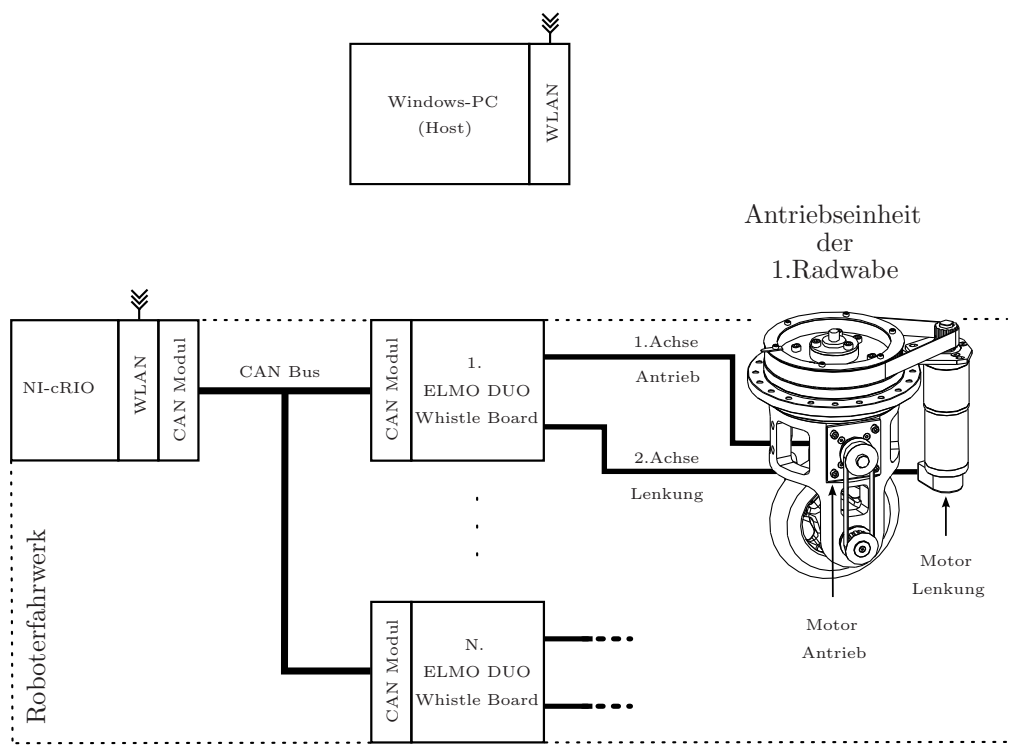 Windows-PC
(Host)
WLAN
Antriebseinheit
der
1.Radwabe
NI-cRIO
WLAN
CAN Modul
CAN Bus
CAN Modul
1.
ELMO DUO
Whistle Board
1.Achse
Antrieb
2.Achse
Lenkung
Motor
Lenkung
Motor
Antrieb
Roboterfahrwerk
CAN Modul
N.
ELMO DUO
Whistle Board